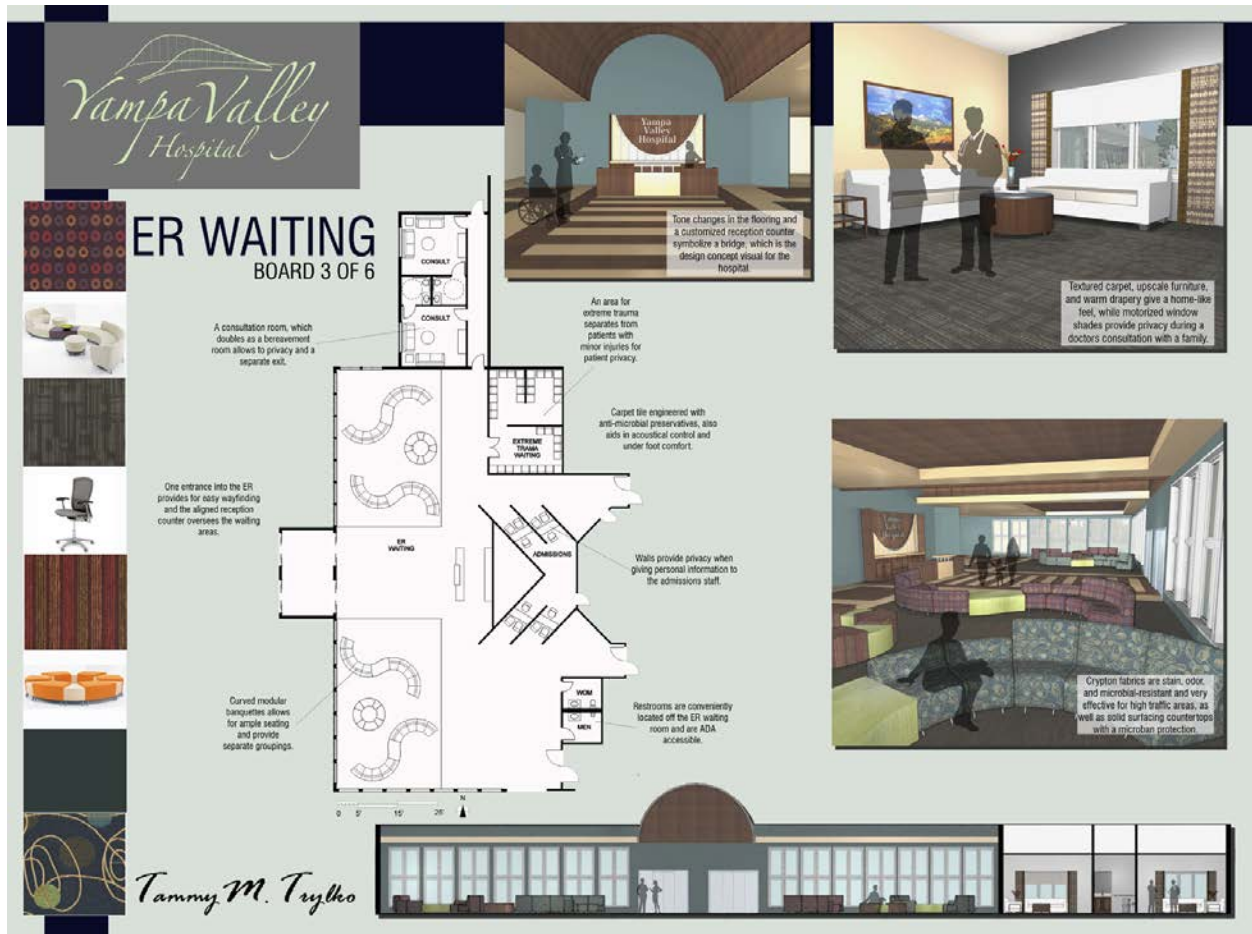 Yampa Valley
Hospital
ER WAITING
BOARD 3 OF 6
Yampa
Valley
Hospital
Tone changes in the flooring and
a customized reception counter
symbolize a bridge, which is the
design concept visual for the
hospital.
Textured carpet, upscale furniture,
and warm drapery give a home-like
feel, while motorized window
shades provide privacy during a
doctors consultation with a family.
CONSULT
CONSULT
A consultation room, which
doubles as a bereavement
room allows to privacy and a
separate exit.
An area for
extreme trauma
separates from
patients with
minor injuries for
patient privacy.
EXTREME
TRAMA
WAITING
Carpet tile engineered with
anti-microbial preservatives, also
aids in acoustical control and
under foot comfort.
One entrance into the ER
provides for easy wayfinding
and the aligned reception
counter oversees the waiting
areas.
ER
WAITING
ADMISSIONS
Walls provide privacy when
giving personal information to
the admissions staff.
Yampa
Valley
Hospital
Crypton fabrics are stain, odor,
and microbial-resistant and very
effective for high traffic areas, as
well as solid surfacing countertops
with a microban protection.
Curved modular
banquettes allows
for ample seating
and provide
separate groupings.
WOM
MEN
Restrooms are conveniently
located off the ER waiting
room and are ADA
accessible.
0 5' 15' 25'
N
Tammy M. Trylko